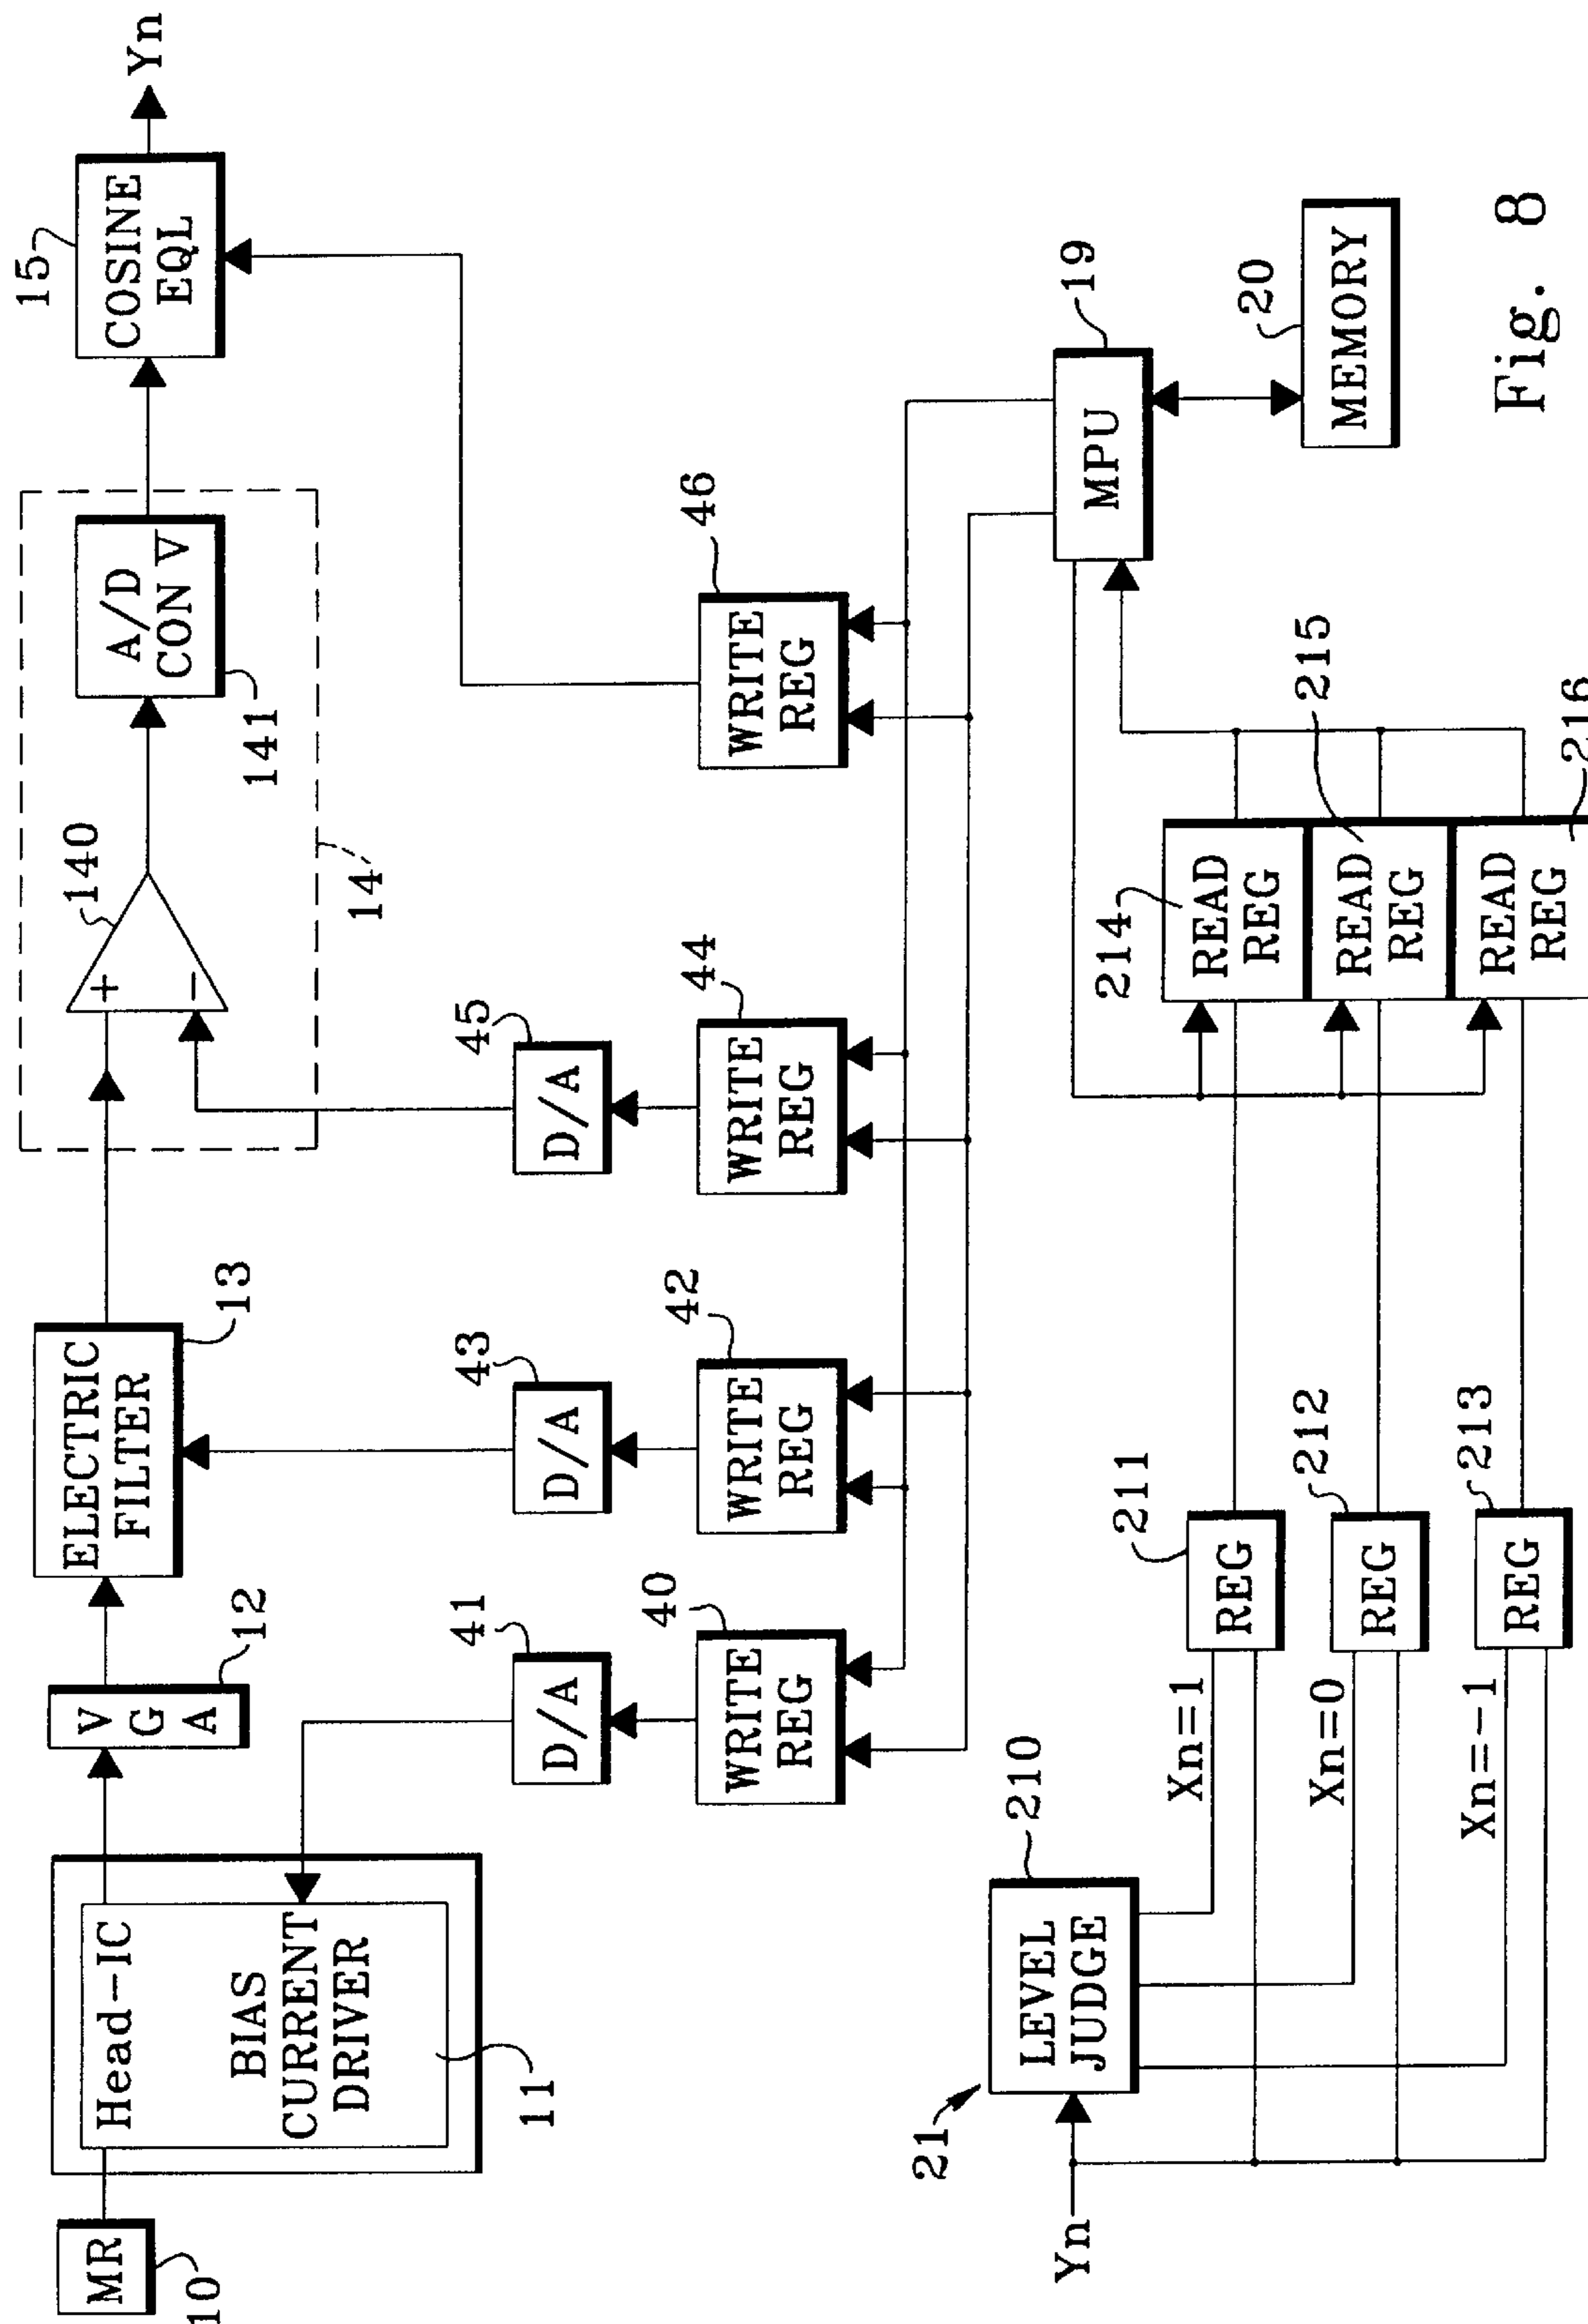 MR
10
Head-IC
BIAS
CURRENT
DRIVER
11
V
G
A
12
ELECTRIC
FILTER
13
+
−
140
A/D
CONV
141
14
COSINE
EQL
15
Yn
D/A
41
D/A
43
D/A
45
WRITE
REG
40
WRITE
REG
42
WRITE
REG
44
WRITE
REG
46
21
Yn
LEVEL
JUDGE
210
Xn=1
Xn=0
Xn=-1
REG
211
REG
212
REG
213
READ
REG
214
READ
REG
215
READ
REG
216
MPU
19
MEMORY
20
Fig. 8